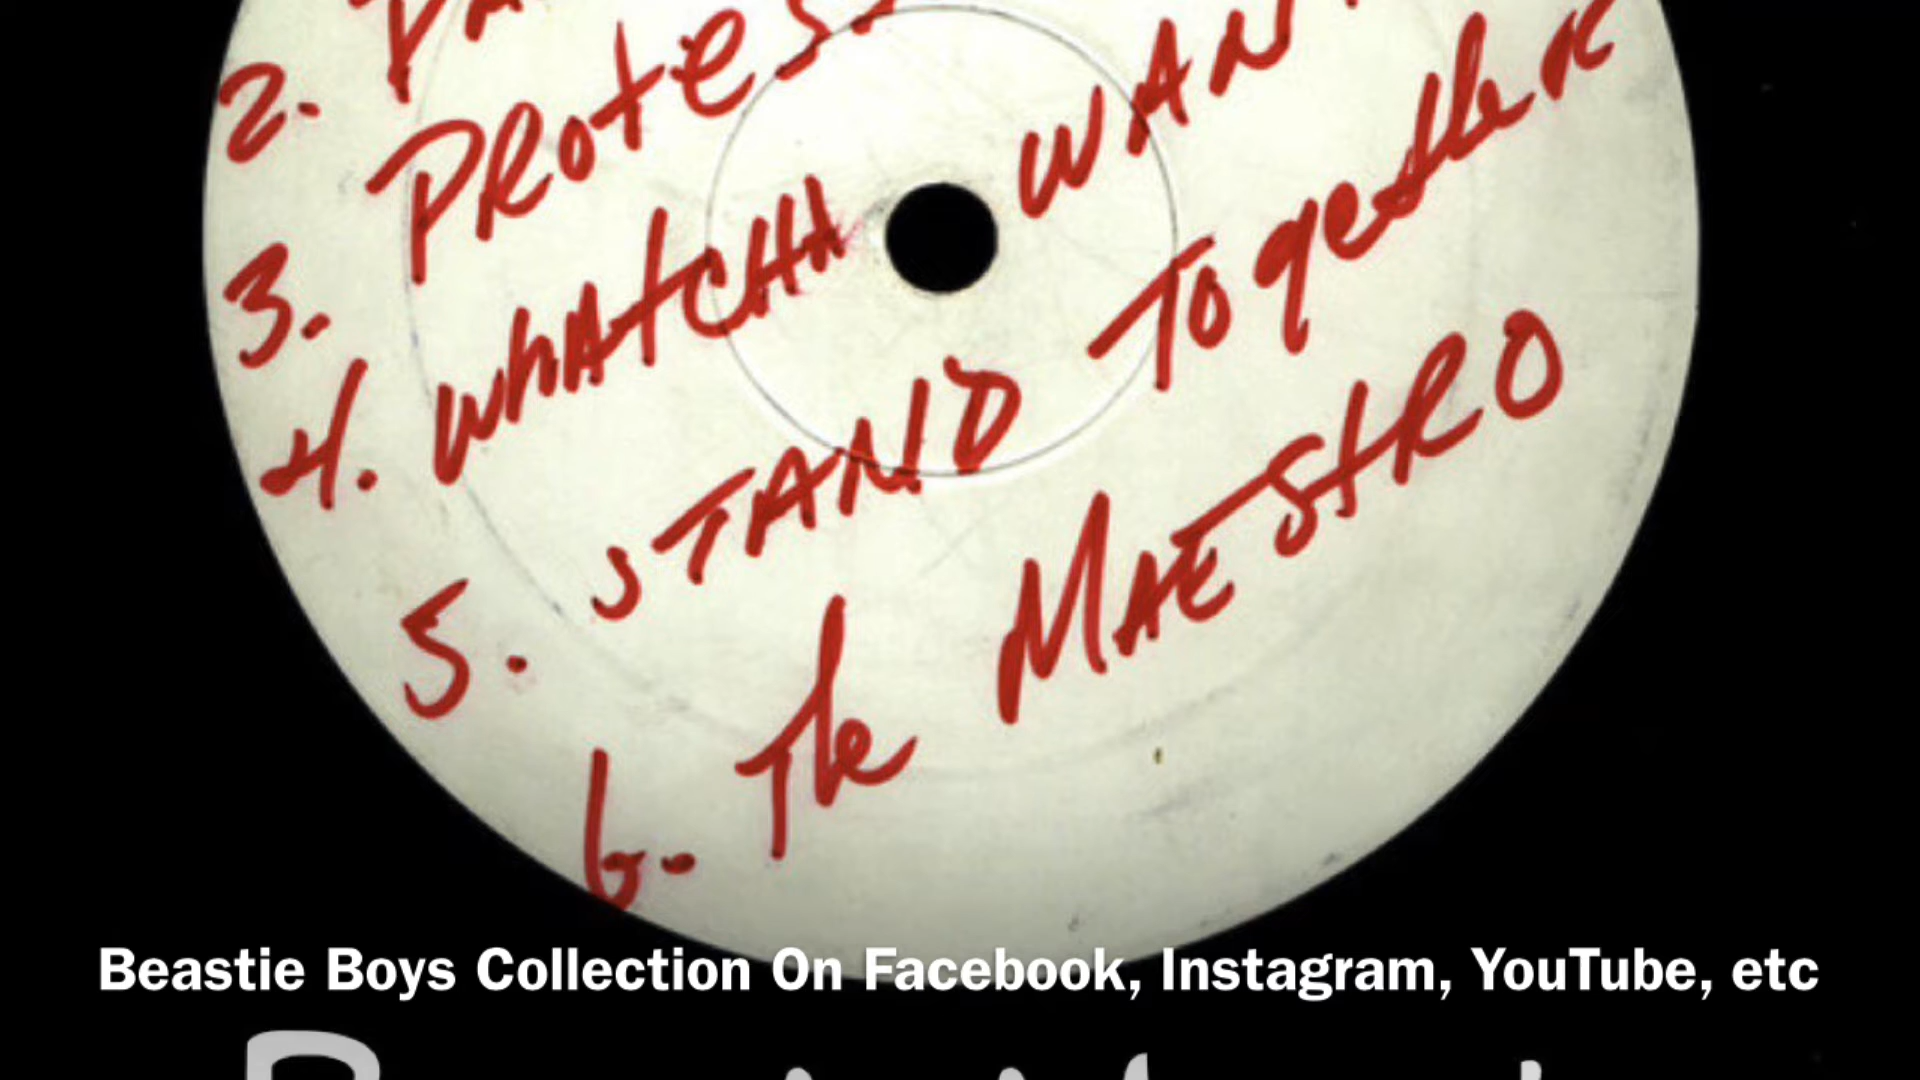 2.
3. PROTES
4. WHATCHA WAN
5. STAND TOgether
6. The MAESTRO
Beastie Boys Collection On Facebook, Instagram, YouTube, etc